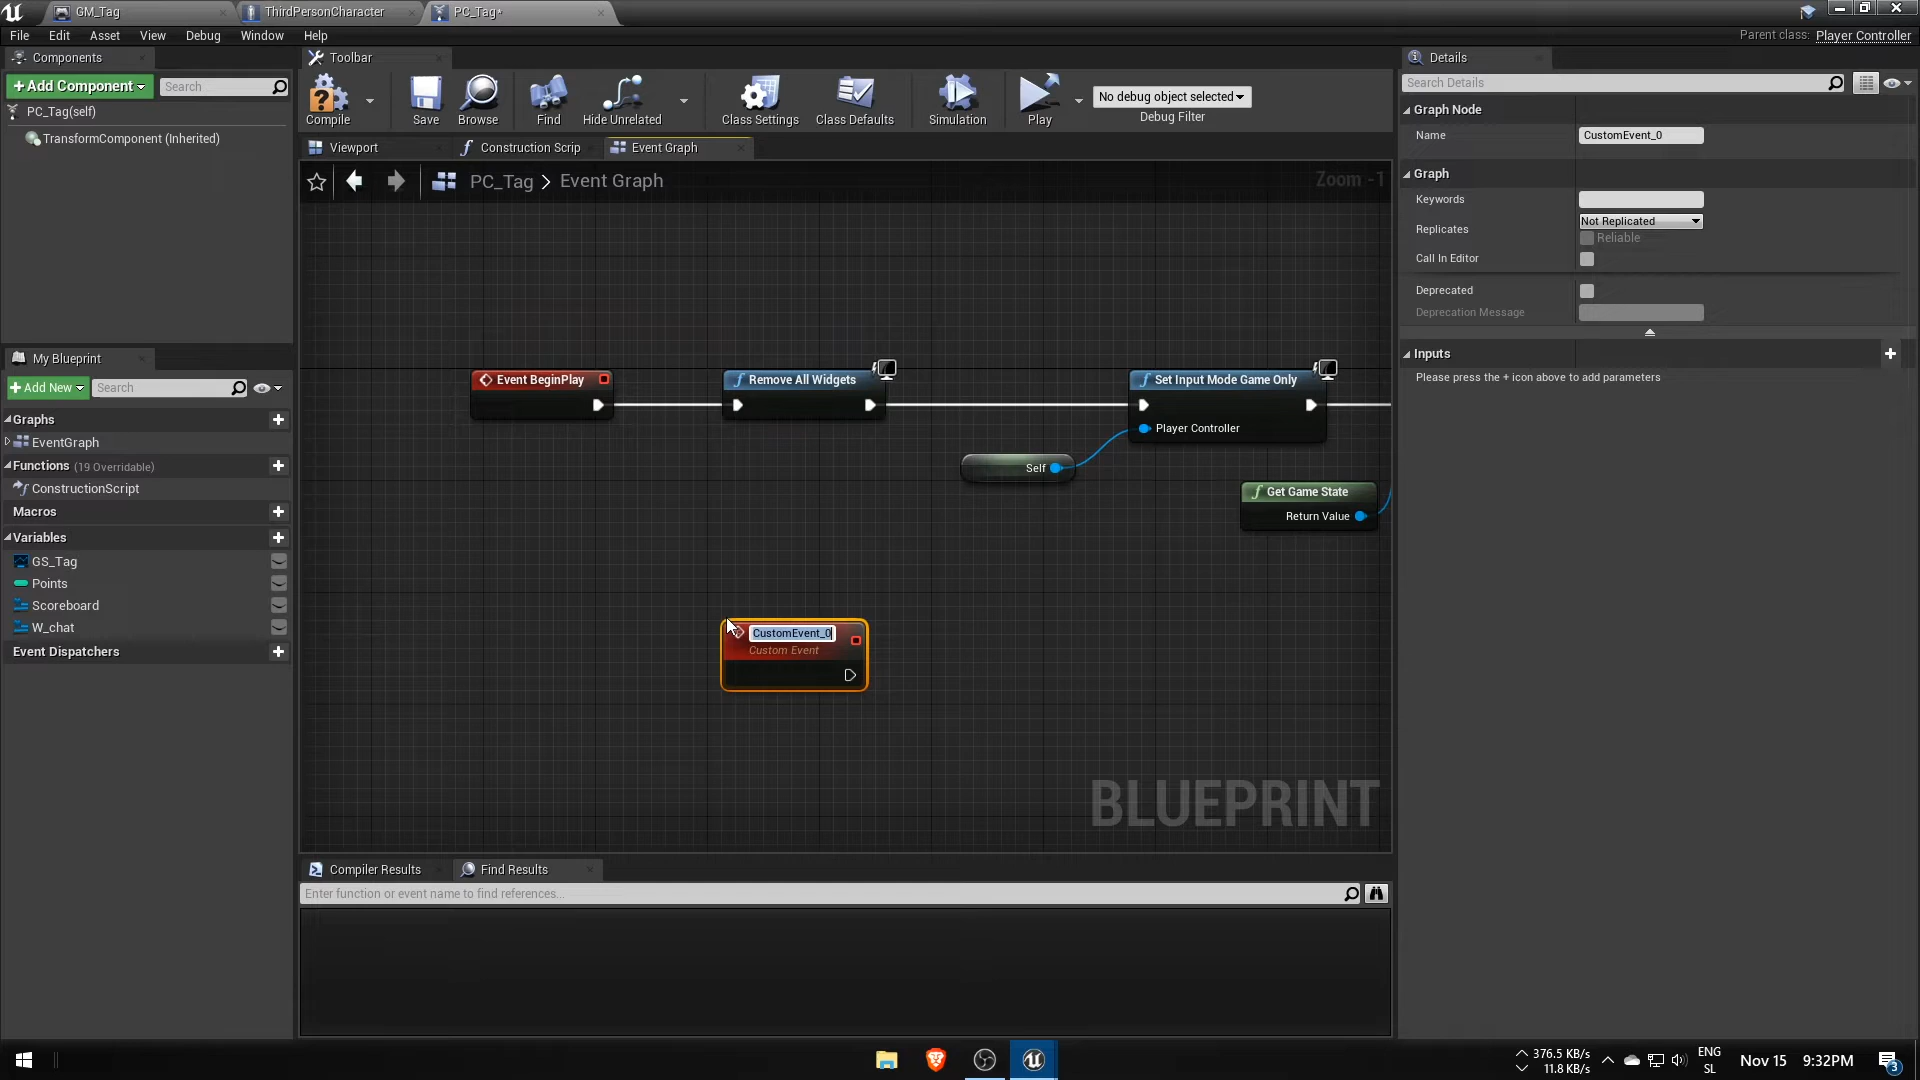 GM_Tag
ThirdPersonCharacter
PC_Tag*
File Edit Asset View Debug Window Help
Parent class: Player Controller
Components
Toolbar
Details
+ Add Component
Search
PC_Tag(self)
TransformComponent (Inherited)
Compile
Save
Browse
Find
Hide Unrelated
Class Settings
Class Defaults
Simulation
Play
No debug object selected
Debug Filter
Viewport
Construction Scrip
Event Graph
PC_Tag > Event Graph
Zoom -1
Event BeginPlay
Remove All Widgets
Set Input Mode Game Only
Player Controller
Self
Get Game State
Return Value
CustomEvent_0
Custom Event
BLUEPRINT
My Blueprint
+ Add New
Search
Graphs
EventGraph
Functions (19 Overridable)
ConstructionScript
Macros
Variables
GS_Tag
Points
Scoreboard
W_chat
Event Dispatchers
Search Details
Graph Node
Name CustomEvent_0
Graph
Keywords
Replicates Not Replicated
Reliable
Call In Editor
Deprecated
Deprecation Message
Inputs
Please press the + icon above to add parameters
Compiler Results
Find Results
Enter function or event name to find references...
376.5 KB/s
11.8 KB/s
ENG
SL
Nov 15
9:32PM
3